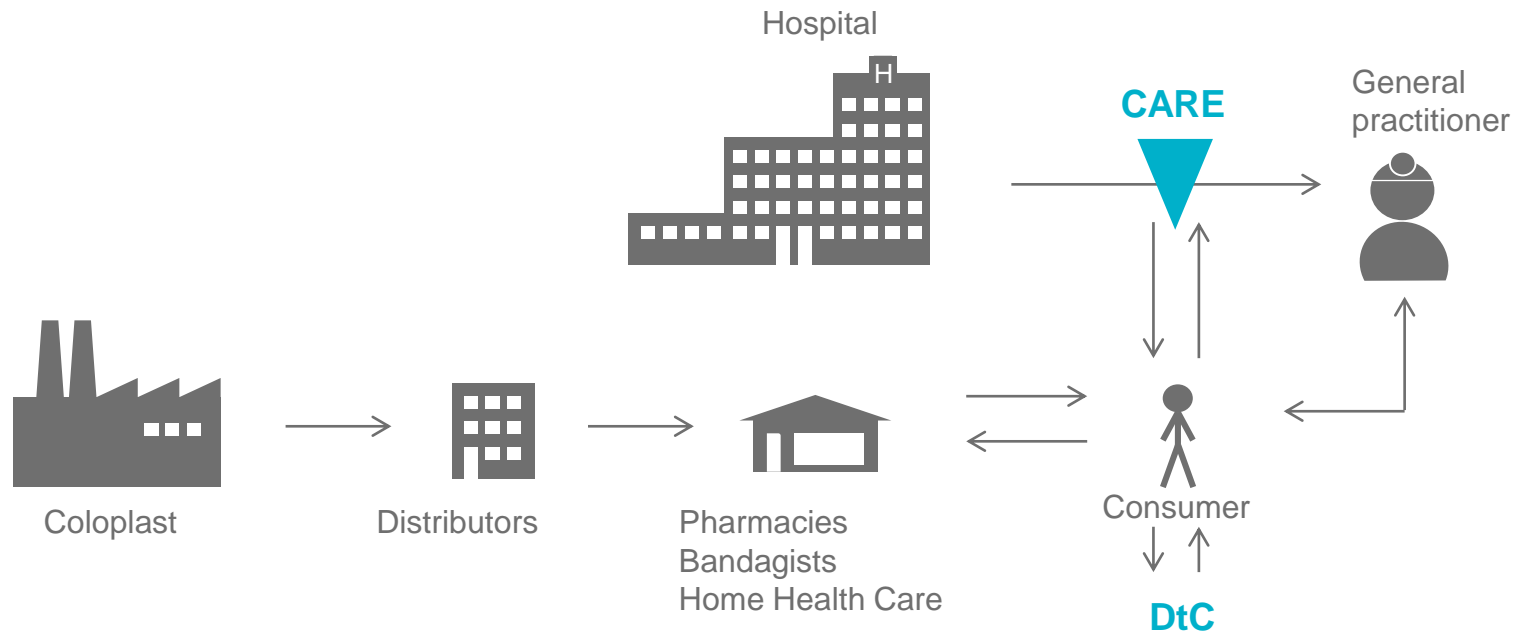 Hospital
H
CARE
General
practitioner
Coloplast
Distributors
Pharmacies
Bandagists
Home Health Care
Consumer
DtC